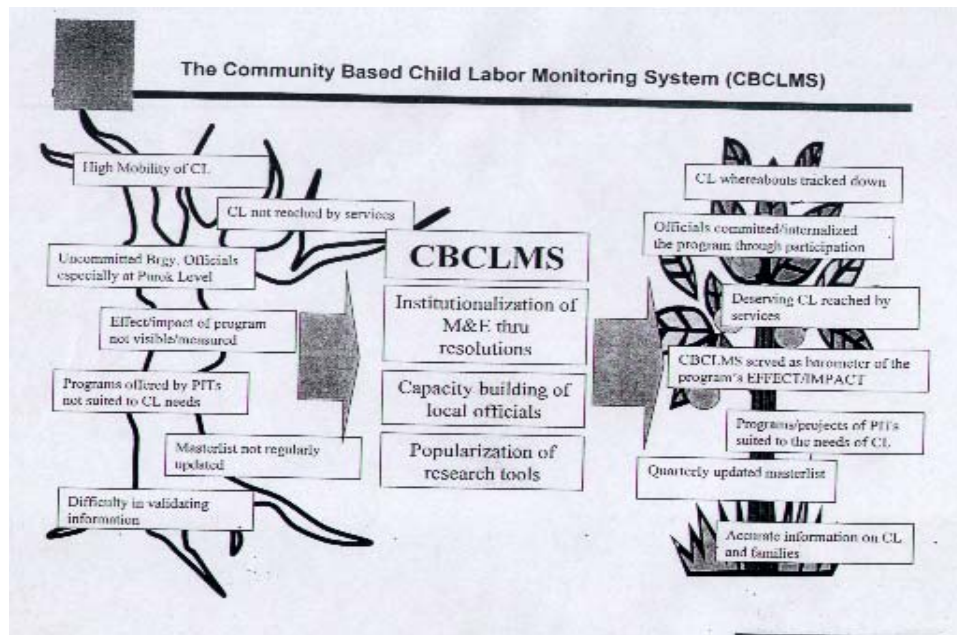 The Community Based Child Labor Monitoring System (CBCLMS)
High Mobility of CL
CL not reached by services
Uncommitted Brgy. Officials
especially at Purok Level
Effect/impact of program
not visible/measured
Programs offered by PITs
not suited to CL needs
Masterlist not regularly
updated
Difficulty in validating
information
CBCLMS
Institutionalization of
M&E thru
resolutions
Capacity building of
local officials
Popularization of
research tools
CL whereabouts tracked down
Officials committed/internalized
the program through participation
Deserving CL reached by
services
CBCLMS served as barometer of the
program's EFFECT/IMPACT
Programs/projects of PITs
suited to the needs of CL
Quarterly updated masterlist
Accurate information on CL
and families